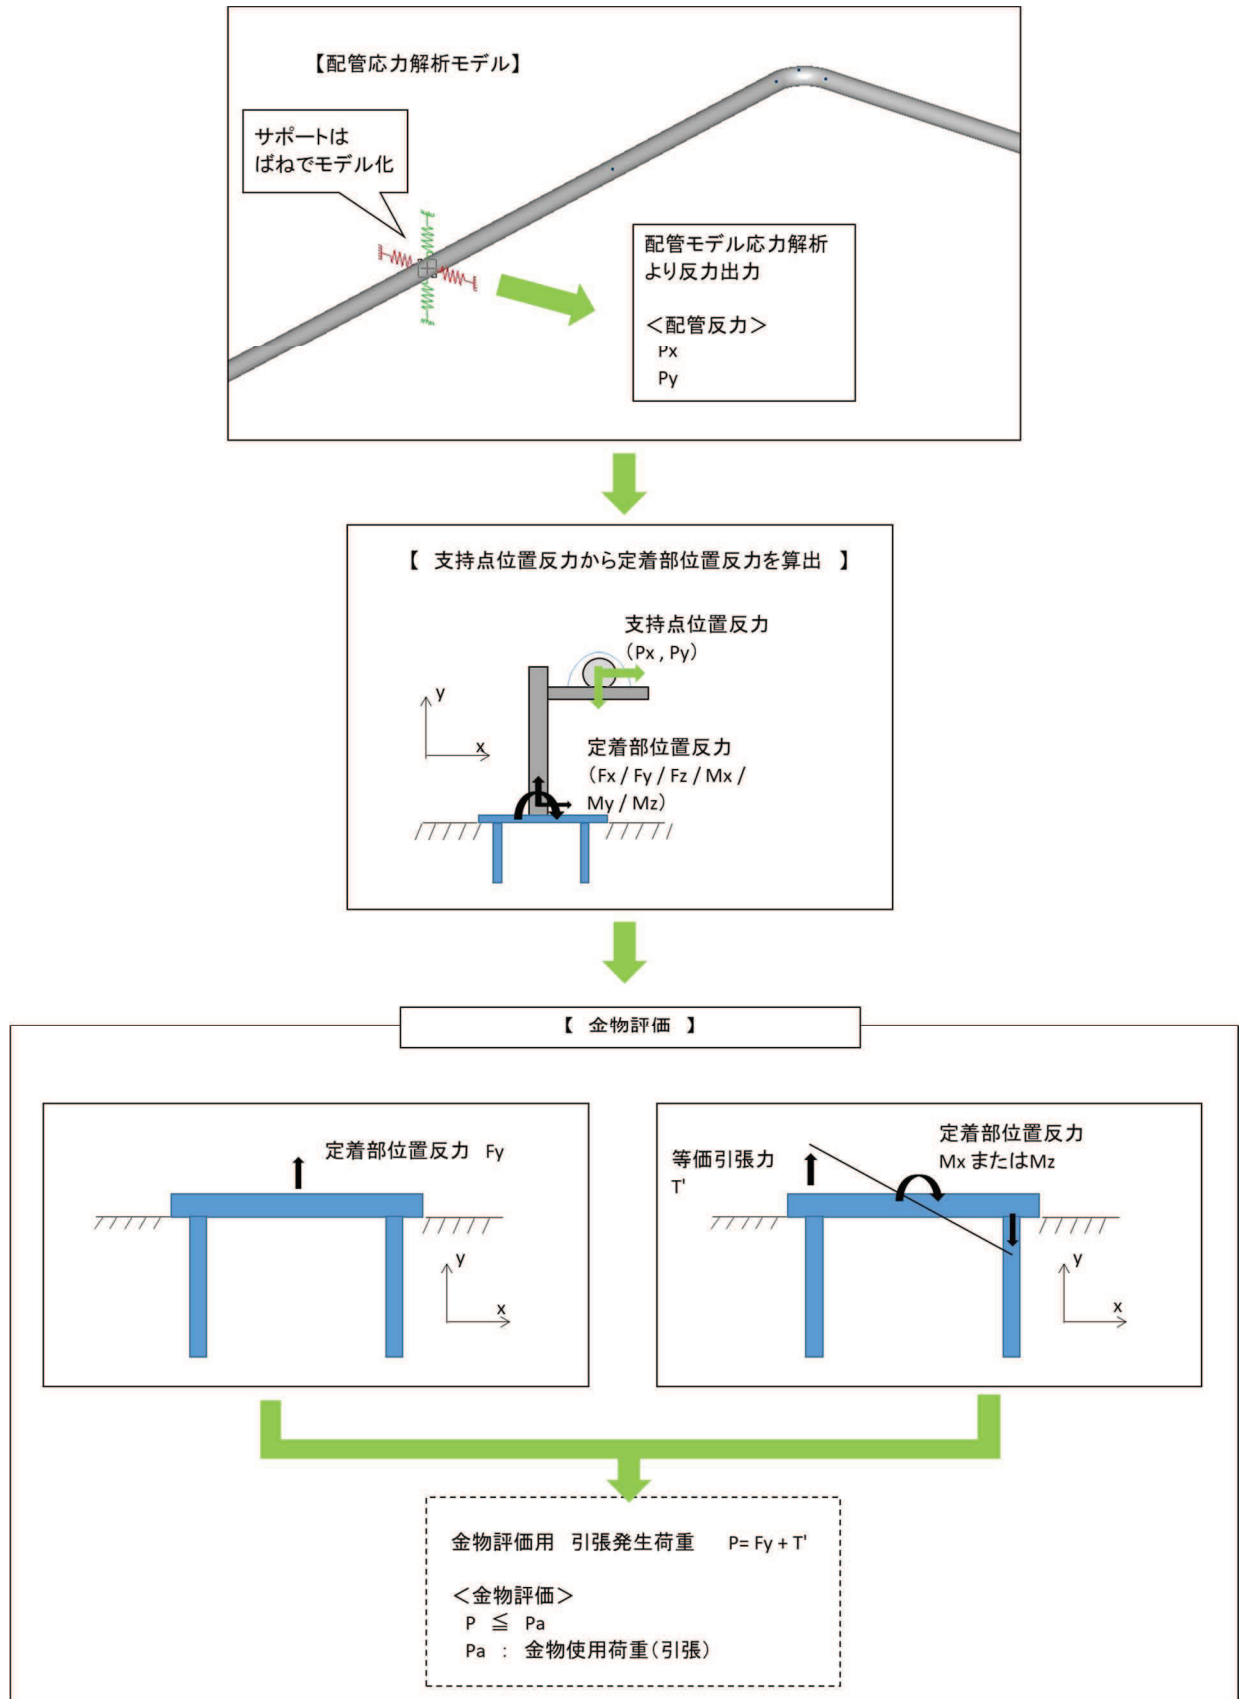 【配管応力解析モデル】
サポートは
ばねでモデル化
配管モデル応力解析
より反力出力
＜配管反力＞
Px
Py
【 支持点位置反力から定着部位置反力を算出 】
支持点位置反力
（Px , Py）
y
x
定着部位置反力
（Fx / Fy / Fz / Mx /
My / Mz）
【 金物評価 】
定着部位置反力 Fy
y
x
等価引張力
T'
定着部位置反力
Mx またはMz
y
x
金物評価用 引張発生荷重 P= Fy + T'
＜金物評価＞
P ≦ Pa
Pa : 金物使用荷重（引張）